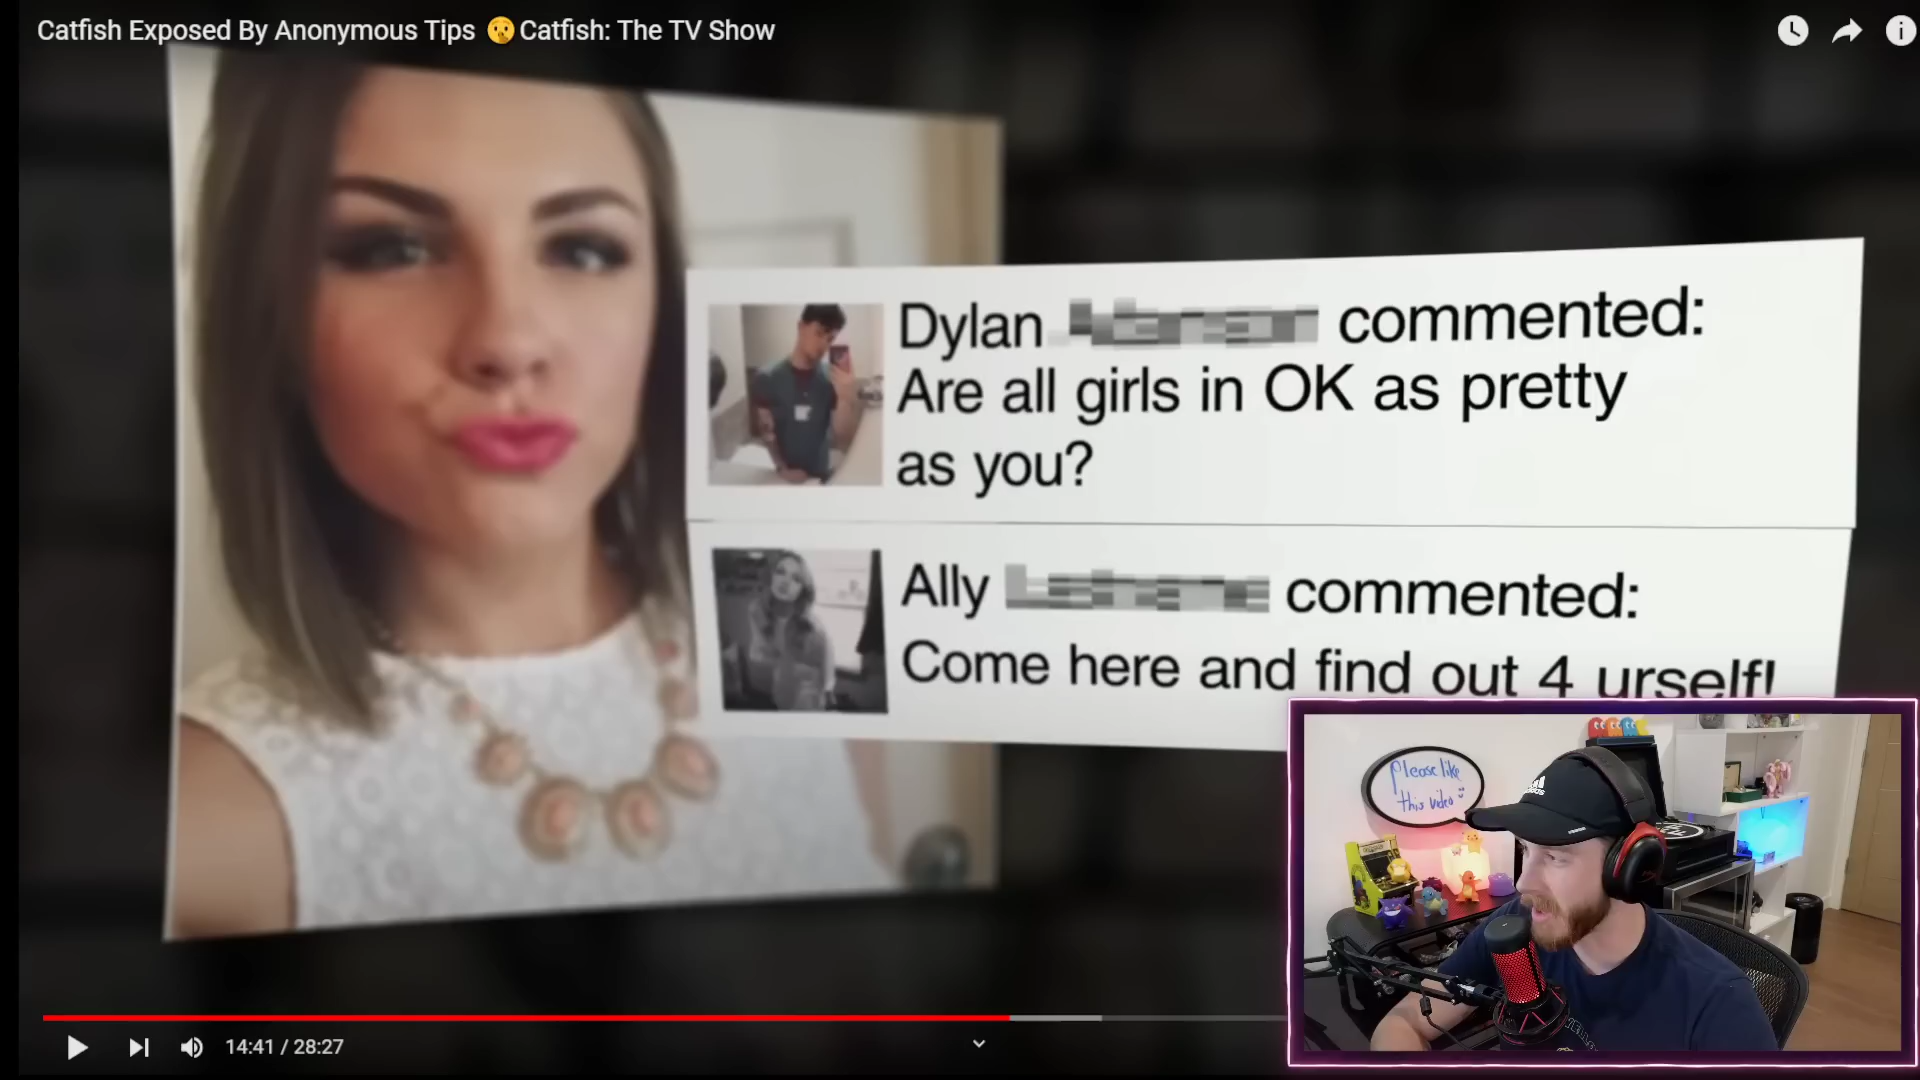 Catfish Exposed By Anonymous Tips 🤫Catfish: The TV Show
Dylan commented:
Are all girls in OK as pretty
as you?
Ally commented:
Come here and find out 4 urself!
Please like
this video
adidas
14:41 / 28:27